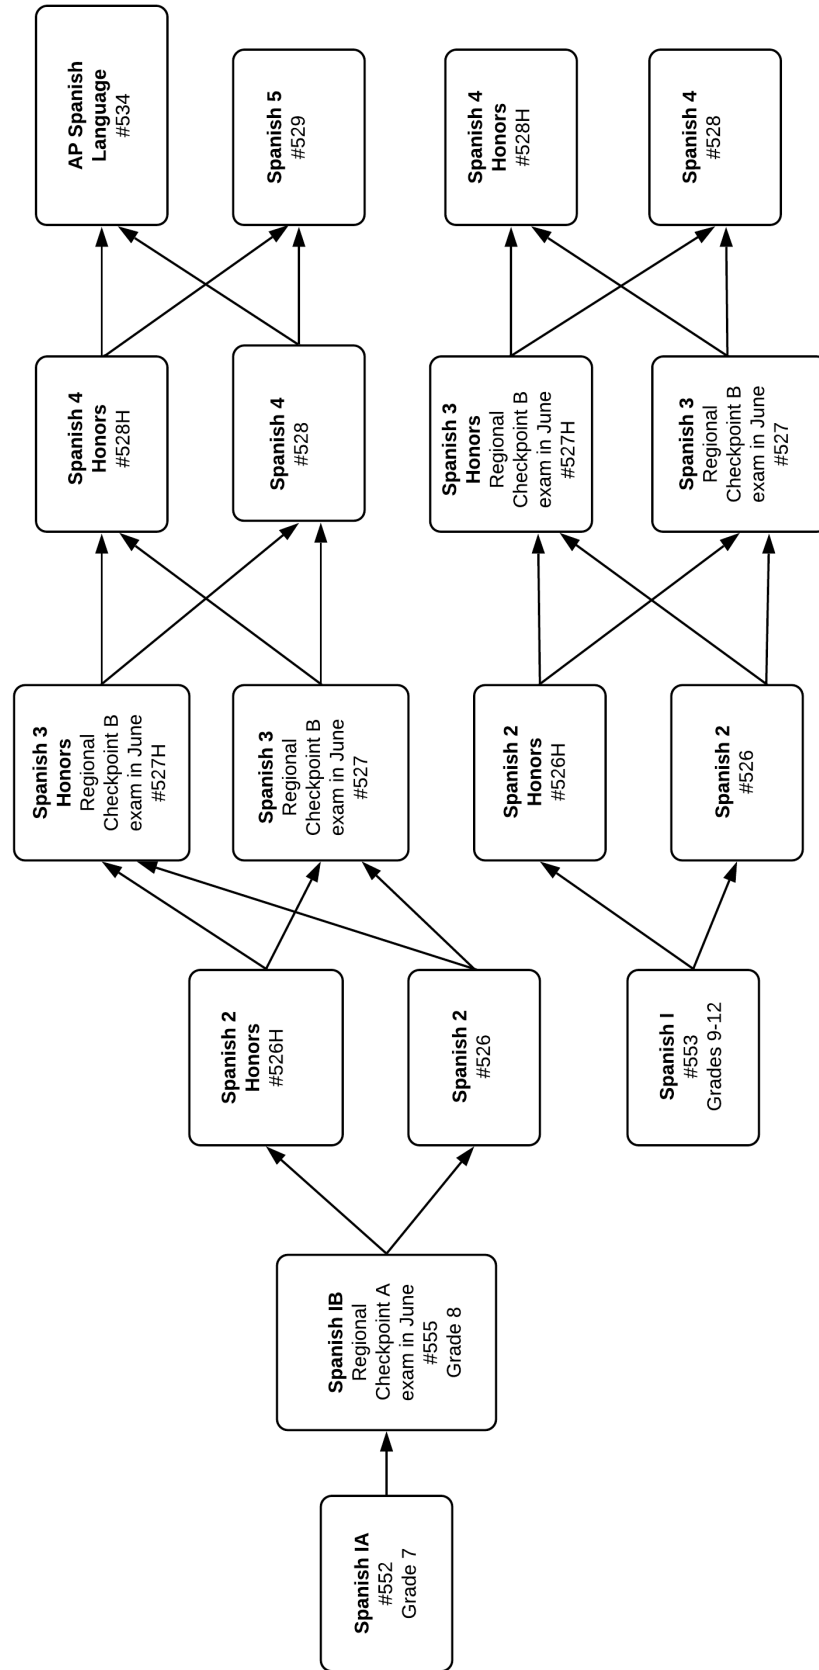 Spanish IA
#552
Grade 7
Spanish IB
Regional
Checkpoint A
exam in June
#555
Grade 8
Spanish 2
Honors
#526H
Spanish 2
#526
Spanish 3
Honors
Regional
Checkpoint B
exam in June
#527H
Spanish 3
Regional
Checkpoint B
exam in June
#527
Spanish 4
Honors
#528H
Spanish 4
#528
AP Spanish
Language
#534
Spanish 5
#529
Spanish I
#553
Grades 9-12
Spanish 2
Honors
#526H
Spanish 2
#526
Spanish 3
Honors
Regional
Checkpoint B
exam in June
#527H
Spanish 3
Regional
Checkpoint B
exam in June
#527
Spanish 4
Honors
#528H
Spanish 4
#528